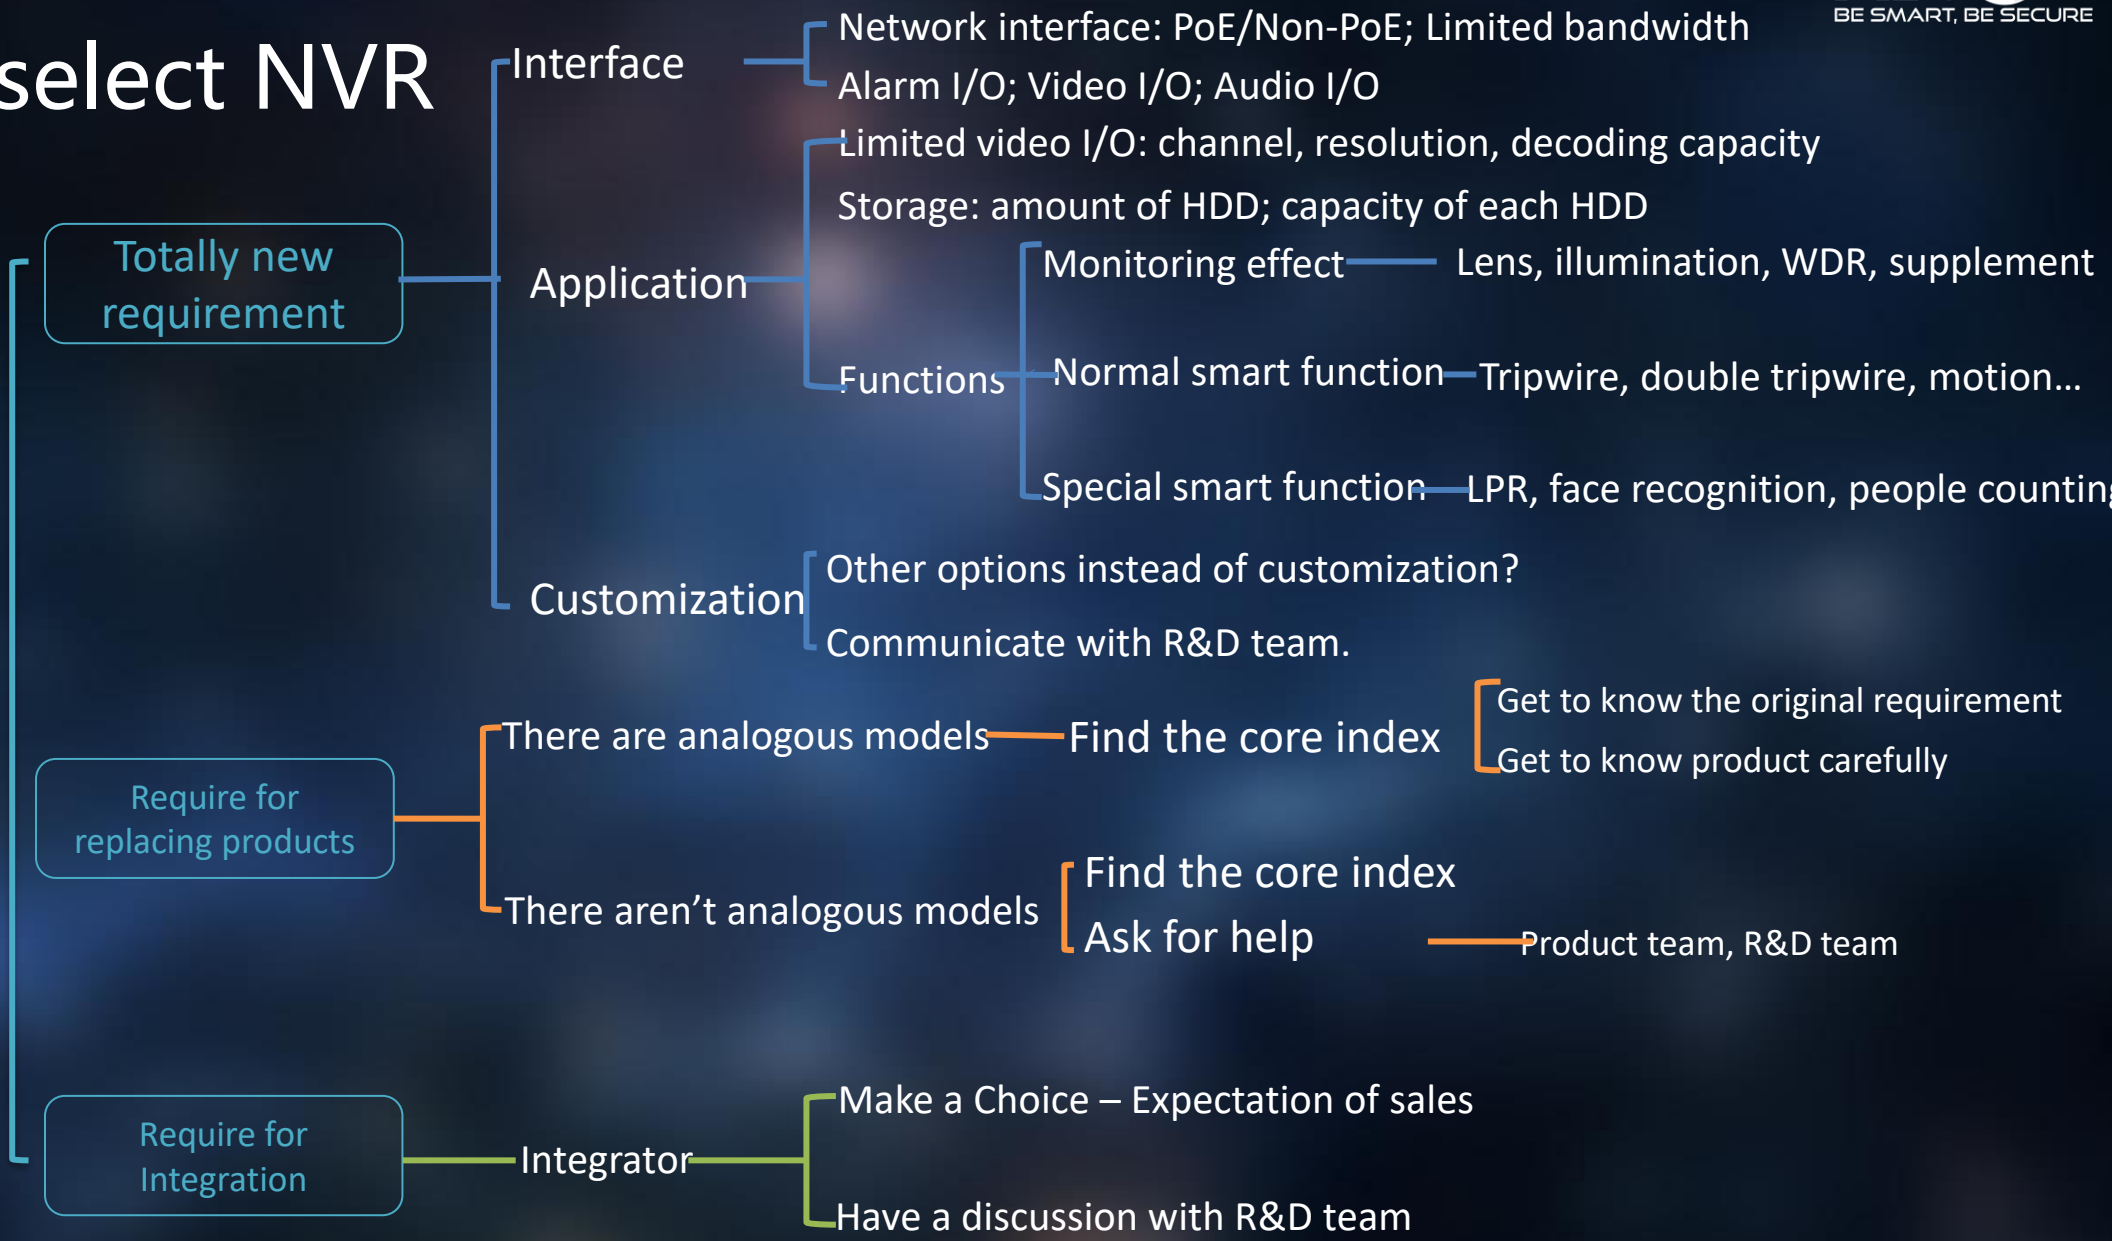 BE SMART, BE SECURE
select NVR
Interface
Network interface: PoE/Non-PoE; Limited bandwidth
Alarm I/O; Video I/O; Audio I/O
Totally new
requirement
Application
Limited video I/O: channel, resolution, decoding capacity
Storage: amount of HDD; capacity of each HDD
Functions
Monitoring effect
Lens, illumination, WDR, supplement
Normal smart function
Tripwire, double tripwire, motion…
Special smart function
LPR, face recognition, people counting
Customization
Other options instead of customization?
Communicate with R&D team.
Require for
replacing products
There are analogous models
Find the core index
Get to know the original requirement
Get to know product carefully
There aren’t analogous models
Find the core index
Ask for help
Product team, R&D team
Require for
Integration
Integrator
Make a Choice – Expectation of sales
Have a discussion with R&D team